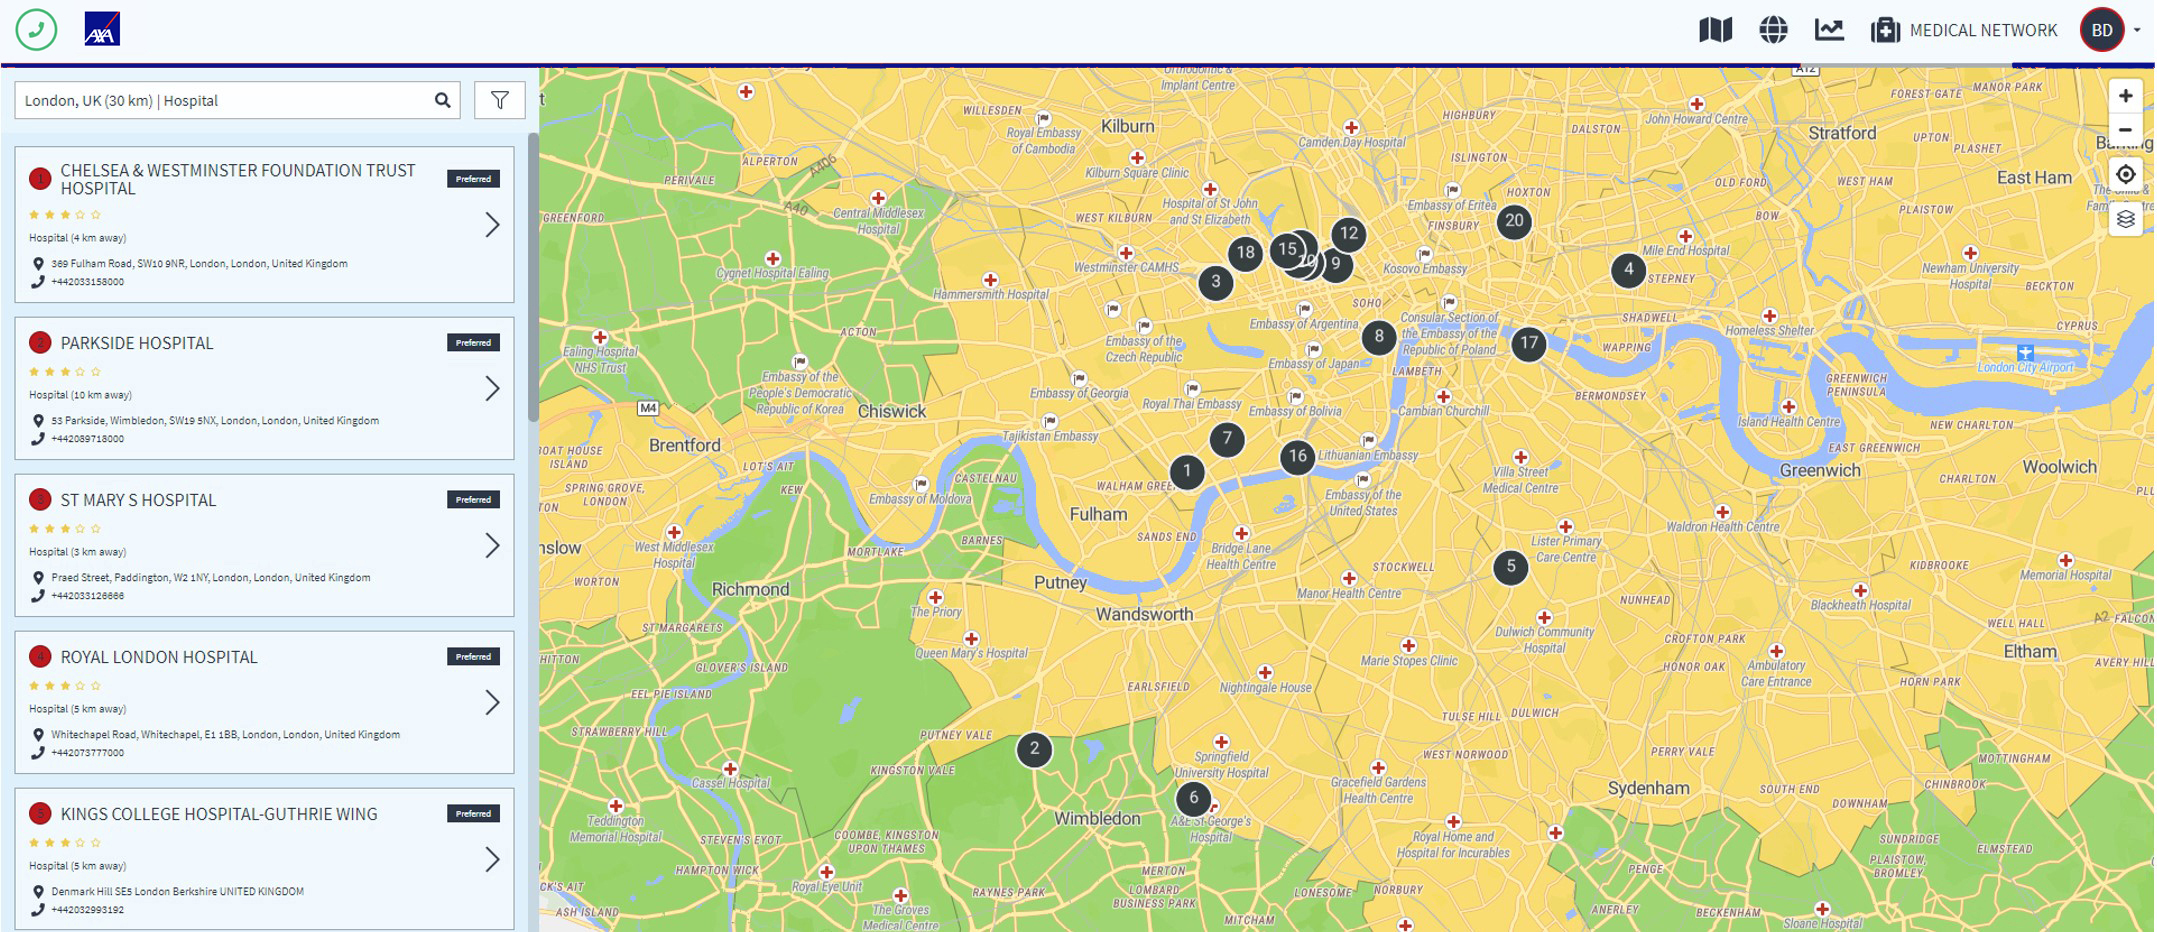 AXA
MEDICAL NETWORK
BD
London, UK (30 km) | Hospital
1
CHELSEA & WESTMINSTER FOUNDATION TRUST
HOSPITAL
Preferred
Hospital (4 km away)
369 Fulham Road, SW10 9NR, London, London, United Kingdom
+442033158000
2
PARKSIDE HOSPITAL
Preferred
Hospital (10 km away)
53 Parkside, Wimbledon, SW19 5NX, London, London, United Kingdom
+442089718000
3
ST MARY S HOSPITAL
Preferred
Hospital (3 km away)
Praed Street, Paddington, W2 1NY, London, London, United Kingdom
+442033126666
4
ROYAL LONDON HOSPITAL
Preferred
Hospital (5 km away)
Whitechapel Road, Whitechapel, E1 1BB, London, London, United Kingdom
+442073777000
5
KINGS COLLEGE HOSPITAL-GUTHRIE WING
Preferred
Hospital (5 km away)
Denmark Hill SE5 London Berkshire UNITED KINGDOM
+442032993192
Orthodontic &
Implant Centre
A12
WILLESDEN
Royal Embassy
of Cambodia
Kilburn
Camden Day Hospital
HIGHBURY
DALSTON
John Howard Centre
FOREST GATE
MANOR PARK
Stratford
UPTON
PLASHET
Barking
ALPERTON
A406
PERIVALE
Kilburn Square Clinic
ISLINGTON
OLD FORD
WEST HAM
East Ham
GREENFORD
A40
Central Middlesex
Hospital
WEST KILBURN
Hospital of St John
and St Elizabeth
Embassy of Eritea
HOXTON
FINSBURY
20
BOW
PLAISTOW
Cygnet Hospital Ealing
Westminster CAMHS
18
15
12
9
3
Kosovo Embassy
Mile End Hospital
4
STEPNEY
Newham University
Hospital
BECKTON
Hammersmith Hospital
SOHO
Embassy of Argentina
Consular Section of
the Embassy of the
Republic of Poland
SHADWELL
Homeless Shelter
CYPRUS
Ealing Hospital
NHS Trust
ACTON
Embassy of the
Czech Republic
Embassy of Japan
8
17
WAPPING
London City Airport
Embassy of the
People's Democratic
Republic of Korea
Embassy of Georgia
Royal Thai Embassy
Embassy of Bolivia
LAMBETH
Cambian Churchill
BERMONDSEY
GREENWICH
PENINSULA
M4
Chiswick
Brentford
Tajikistan Embassy
7
16
Lithuanian Embassy
Island Health Centre
NEW CHARLTON
EAST GREENWICH
BOAT HOUSE
ISLAND
LOT'S AIT
KEW
CASTELNAU
Embassy of Moldova
1
Embassy of the
United States
Villa Street
Medical Centre
Greenwich
CHARLTON
Woolwich
SPRING GROVE,
LONDON
Fulham
SANDS END
Waldron Health Centre
West Middlesex
Hospital
MORTLAKE
BARNES
Bridge Lane
Health Centre
Lister Primary
Care Centre
WORTON
Richmond
Putney
Manor Health Centre
STOCKWELL
5
KIDBROOKE
Memorial Hospital
The Priory
Wandsworth
NUNHEAD
Blackheath Hospital
A2
ST MARGARETS
Queen Mary's Hospital
Dulwich Community
Hospital
WELL HALL
GLOVER'S ISLAND
Marie Stopes Clinic
CROFTON PARK
Ambulatory
Care Entrance
Eltham
EEL PIE ISLAND
EARLSFIELD
Nightingale House
HONOR OAK
HORN PARK
STRAWBERRY HILL
PUTNEY VALE
TULSE HILL
DULWICH
2
KINGSTON VALE
Springfield
University Hospital
WEST NORWOOD
PERRY VALE
MOTTINGHAM
Cassel Hospital
6
A&E St George's
Hospital
Gracefield Gardens
Health Centre
Sydenham
SOUTH END
CHINBROOK
DOWNHAM
Teddington
Memorial Hospital
STEVEN'S EYOT
COOMBE, KINGSTON
UPON THAMES
Wimbledon
Royal Home and
Hospital for Incurables
SUNDRIDGE
ELMSTEAD
HAMPTON WICK
Royal Eye Unit
MERTON
PENGE
PLAISTOW,
BROMLEY
ASH ISLAND
The Groves
Medical Centre
RAYNES PARK
LOMBARD
BUSINESS PARK
LONESOME
NORBURY
MITCHAM
ANERLEY
BECKENHAM
Sloane Hospital